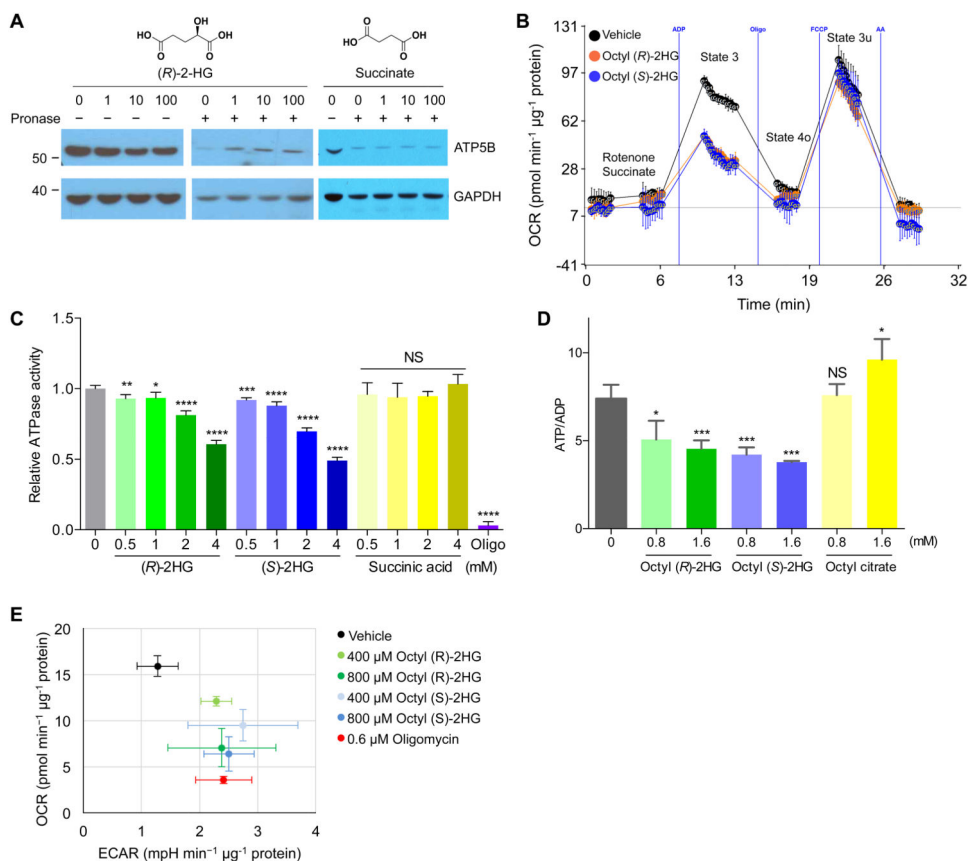 A
OH
HO OH
O O
(R)-2-HG
O
HO OH
O
Succinate
0 1 10 100 0 1 10 100 0 0 1 10 100
Pronase – – – – + + + + – + + + +
50 –
ATP5B
40 –
GAPDH
B
OCR (pmol min⁻¹ µg⁻¹ protein)
131
97
62
28
7
-41
Vehicle
Octyl (R)-2HG
Octyl (S)-2HG
ADP Oligo FCCP AA
State 3
State 3u
State 4o
Rotenone
Succinate
0 6 13 19 26 32
Time (min)
C
Relative ATPase activity
1.5
1.0
0.5
0.0
** * **** ****
*** **** **** ****
NS
****
0 0.5 1 2 4 0.5 1 2 4 0.5 1 2 4 Oligo
(R)-2HG (S)-2HG Succinic acid (mM)
D
ATP/ADP
10
5
0
* *** *** *** NS *
0 0.8 1.6 0.8 1.6 0.8 1.6 (mM)
Octyl (R)-2HG Octyl (S)-2HG Octyl citrate
E
OCR (pmol min⁻¹ µg⁻¹ protein)
20
15
10
5
0
0 1 2 3 4
ECAR (mpH min⁻¹ µg⁻¹ protein)
Vehicle
400 µM Octyl (R)-2HG
800 µM Octyl (R)-2HG
400 µM Octyl (S)-2HG
800 µM Octyl (S)-2HG
0.6 µM Oligomycin